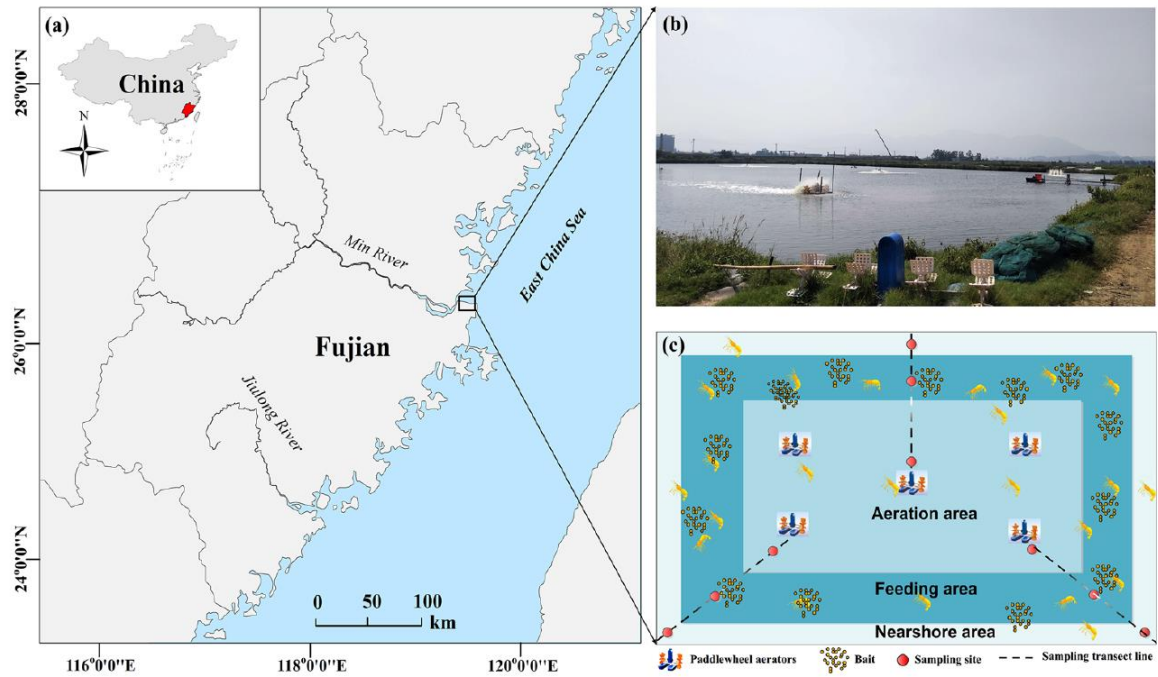 (a)
China
N
28°0'0"N
26°0'0"N
24°0'0"N
Min River
East China Sea
Fujian
Jiulong River
0 50 100
km
116°0'0"E
118°0'0"E
120°0'0"E
(b)
(c)
Aeration area
Feeding area
Nearshore area
Paddlewheel aerators
Bait
Sampling site
Sampling transect line